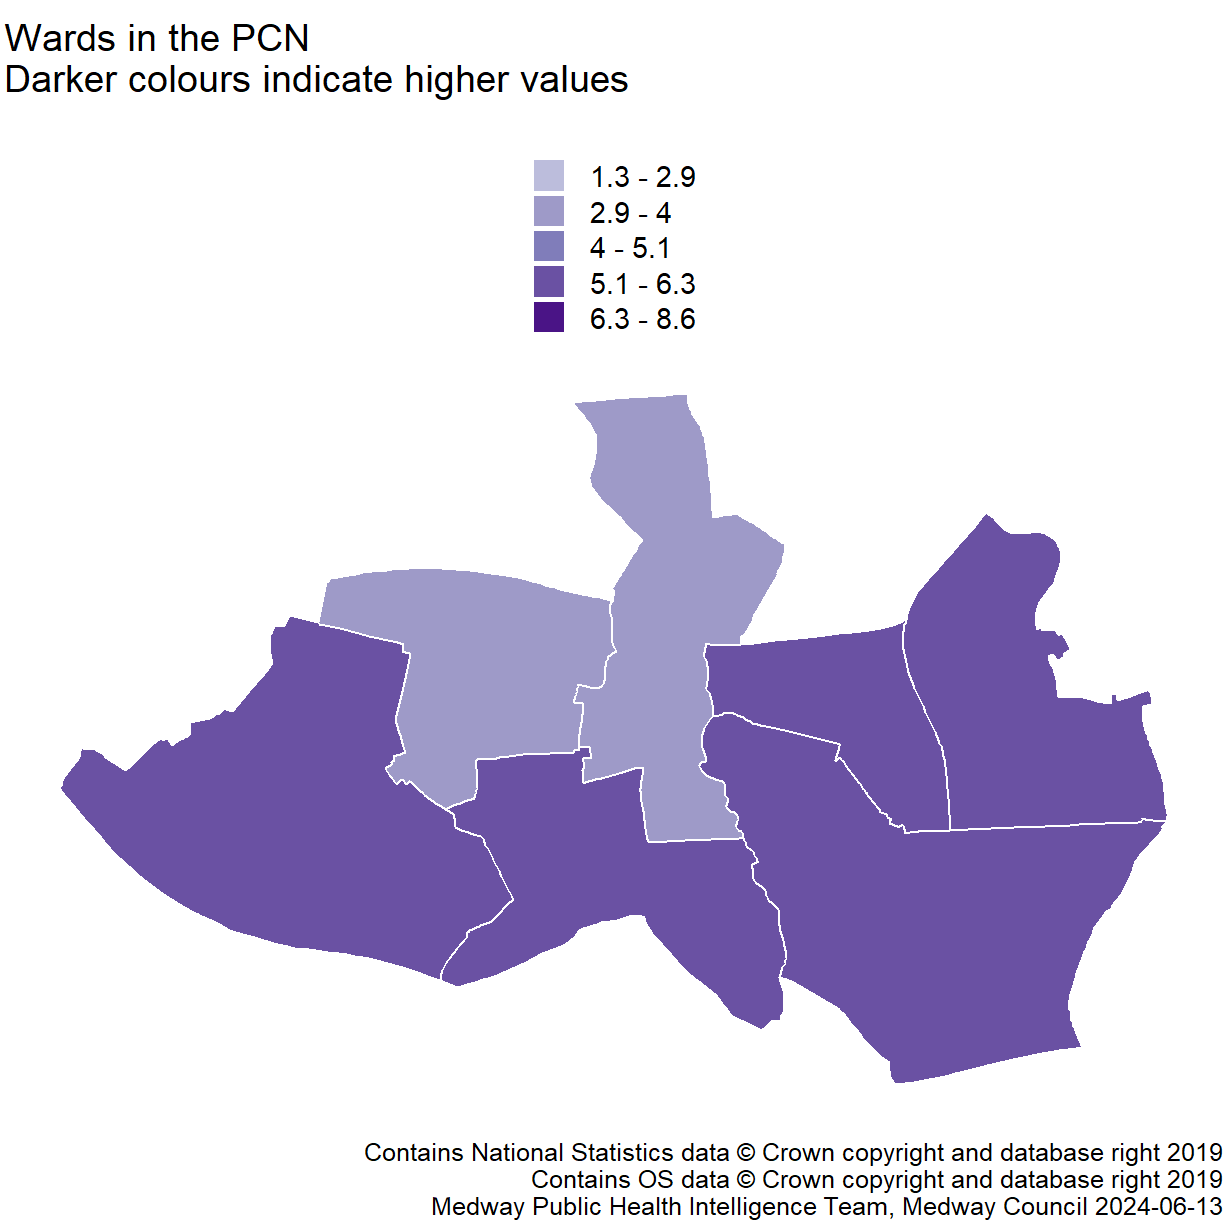 Wards in the PCN
Darker colours indicate higher values
1.3 - 2.9
2.9 - 4
4 - 5.1
5.1 - 6.3
6.3 - 8.6
Contains National Statistics data © Crown copyright and database right 2019
Contains OS data © Crown copyright and database right 2019
Medway Public Health Intelligence Team, Medway Council 2024-06-13